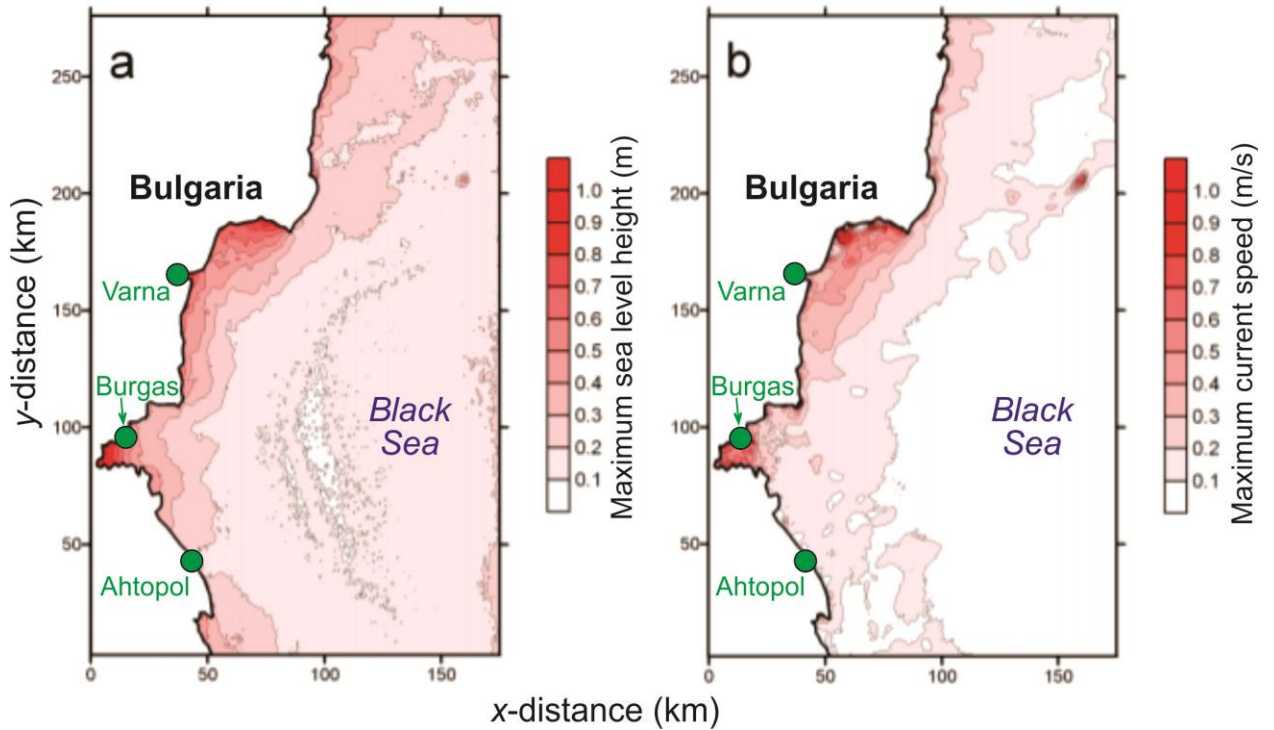 a
Bulgaria
Varna
Burgas
Black
Sea
Ahtopol
250
200
150
100
50
0
50
100
150
y-distance (km)
1.0
0.9
0.8
0.7
0.6
0.5
0.4
0.3
0.2
0.1
Maximum sea level height (m)
b
Bulgaria
Varna
Burgas
Black
Sea
Ahtopol
250
200
150
100
50
0
50
100
150
1.0
0.9
0.8
0.7
0.6
0.5
0.4
0.3
0.2
0.1
Maximum current speed (m/s)
x-distance (km)